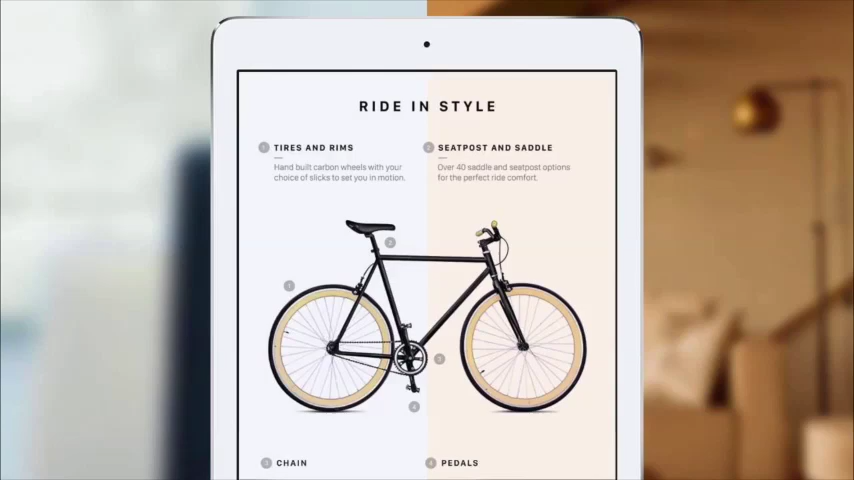 RIDE IN STYLE
1 TIRES AND RIMS
Hand built carbon wheels with your
choice of slicks to set you in motion.
2 SEATPOST AND SADDLE
Over 40 saddle and seatpost options
for the perfect ride comfort.
2
1
3
4
3 CHAIN
4 PEDALS